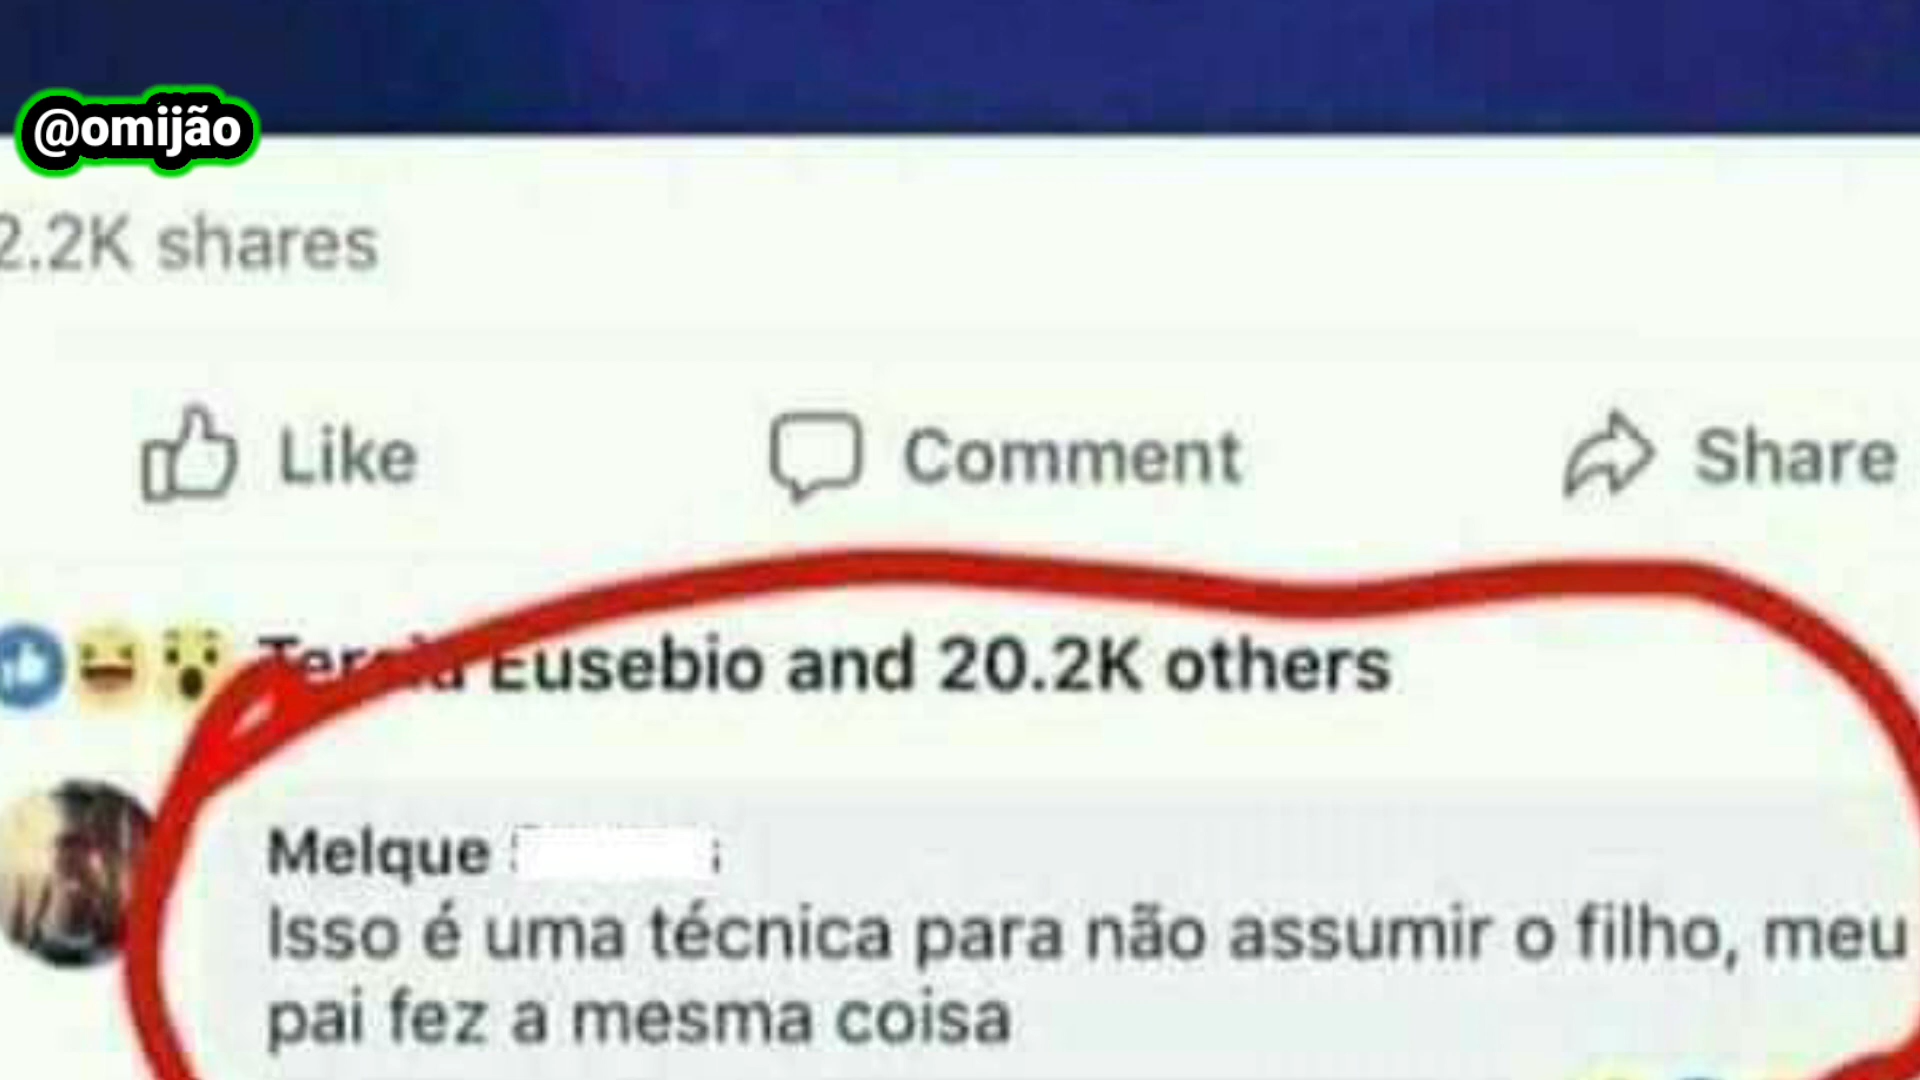 @omijão
2.2K shares
Like Comment Share
Eusebio and 20.2K others
Melque
Isso é uma técnica para não assumir o filho, meu
pai fez a mesma coisa